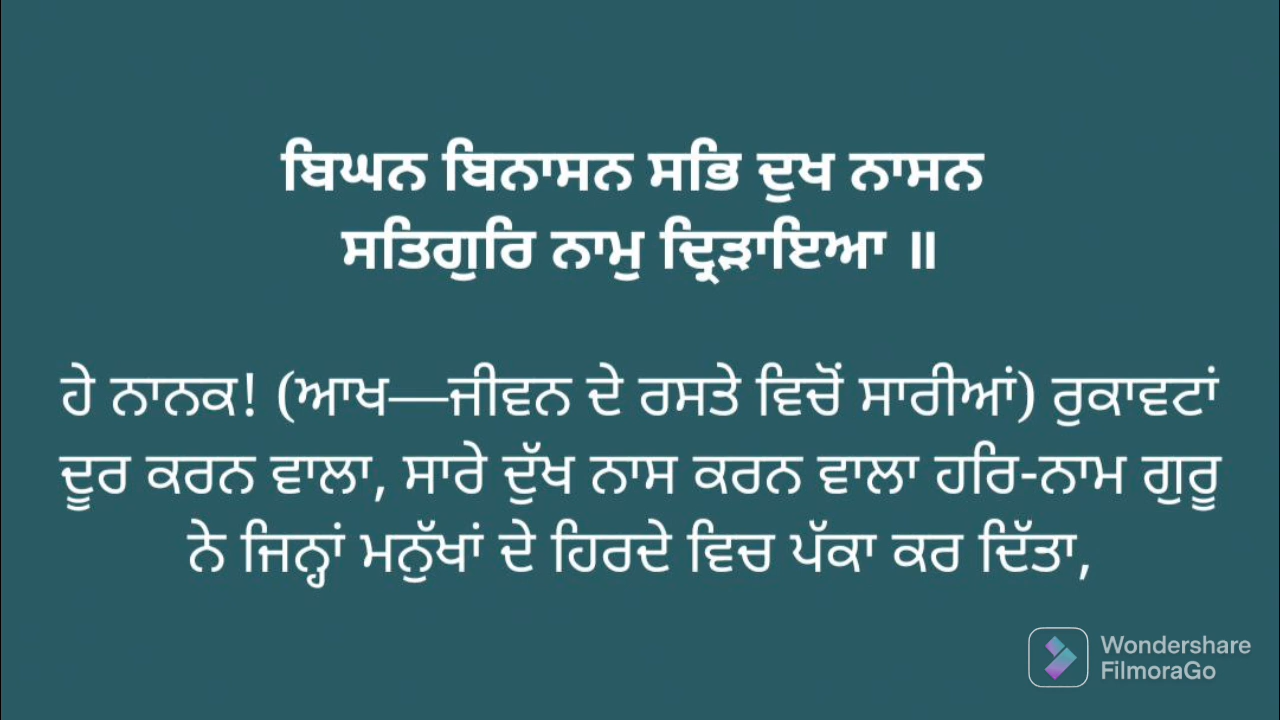 ਬਿਘਨ ਬਿਨਾਸਨ ਸਭਿ ਦੁਖ ਨਾਸਨ
ਸਤਿਗੁਰਿ ਨਾਮੁ ਦ੍ਰਿੜਾਇਆ ॥
ਹੇ ਨਾਨਕ! (ਆਖ—ਜੀਵਨ ਦੇ ਰਸਤੇ ਵਿਚੋਂ ਸਾਰੀਆਂ) ਰੁਕਾਵਟਾਂ
ਦੂਰ ਕਰਨ ਵਾਲਾ, ਸਾਰੇ ਦੁੱਖ ਨਾਸ ਕਰਨ ਵਾਲਾ ਹਰਿ-ਨਾਮ ਗੁਰੂ
ਨੇ ਜਿਨ੍ਹਾਂ ਮਨੁੱਖਾਂ ਦੇ ਹਿਰਦੇ ਵਿਚ ਪੱਕਾ ਕਰ ਦਿੱਤਾ,
Wondershare
FilmoraGo